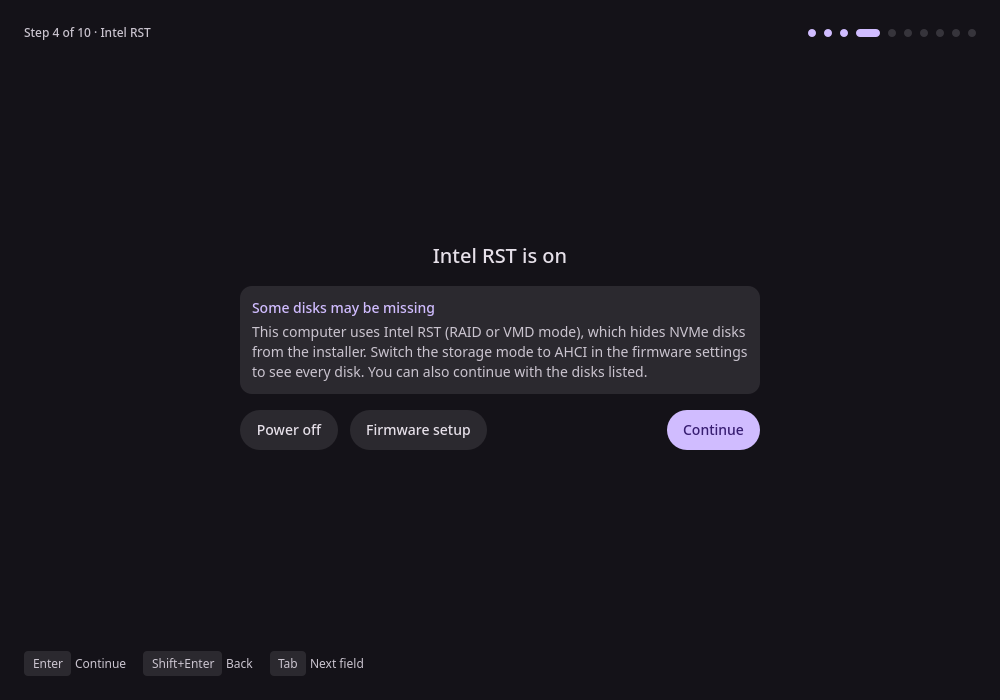 Step 4 of 10 · Intel RST
Intel RST is on
Some disks may be missing
This computer uses Intel RST (RAID or VMD mode), which hides NVMe disks
from the installer. Switch the storage mode to AHCI in the firmware settings
to see every disk. You can also continue with the disks listed.
Power off Firmware setup Continue
Enter Continue Shift+Enter Back Tab Next field